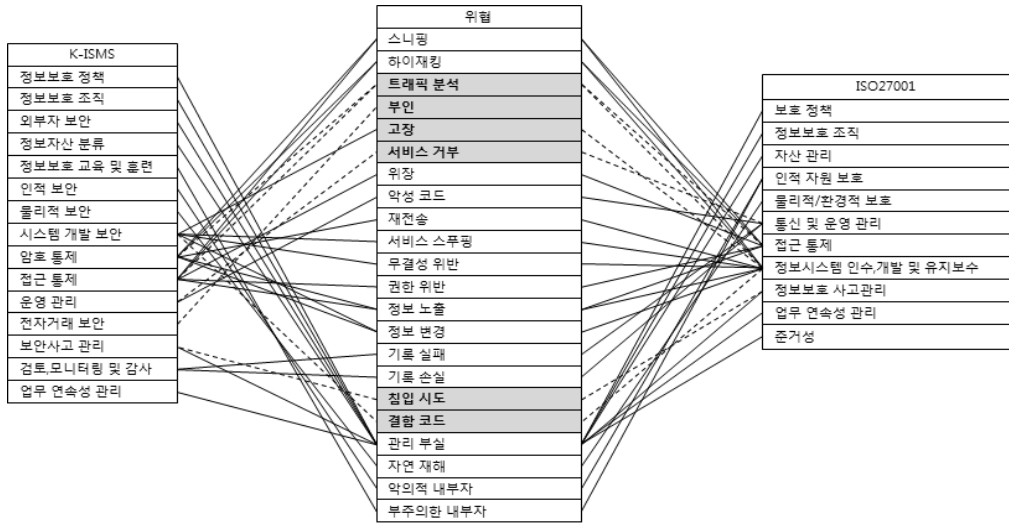 K-ISMS
정보보호 정책
정보보호 조직
외부자 보안
정보자산 분류
정보보호 교육 및 훈련
인적 보안
물리적 보안
시스템 개발 보안
암호 통제
접근 통제
운영 관리
전자거래 보안
보안사고 관리
검토,모니터링 및 감사
업무 연속성 관리
위협
스니핑
하이재킹
트래픽 분석
부인
고장
서비스 거부
위장
악성 코드
재전송
서비스 스푸핑
무결성 위반
권한 위반
정보 노출
정보 변경
기록 실패
기록 손실
침입 시도
결함 코드
관리 부실
자연 재해
악의적 내부자
부주의한 내부자
ISO27001
보호 정책
정보보호 조직
자산 관리
인적 자원 보호
물리적/환경적 보호
통신 및 운영 관리
접근 통제
정보시스템 인수,개발 및 유지보수
정보보호 사고관리
업무 연속성 관리
준거성